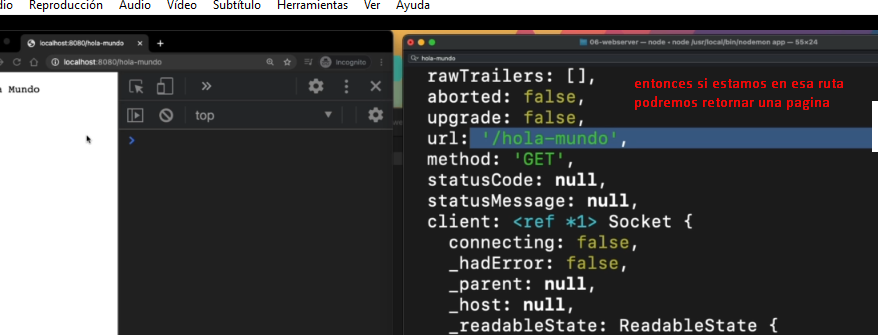 Reproducción Audio Vídeo Subtítulo Herramientas Ver Ayuda
localhost:8080/hola-mundo
localhost:8080/hola-mundo
Incognito
Mundo
top
06-webserver — node • node /usr/local/bin/nodemon app — 55×24
hola-mundo
rawTrailers: [],
aborted: false,
upgrade: false,
url: '/hola-mundo',
method: 'GET',
statusCode: null,
statusMessage: null,
client: <ref *1> Socket {
connecting: false,
_hadError: false,
_parent: null,
_host: null,
_readableState: ReadableState {
entonces si estamos en esa ruta
podremos retornar una pagina